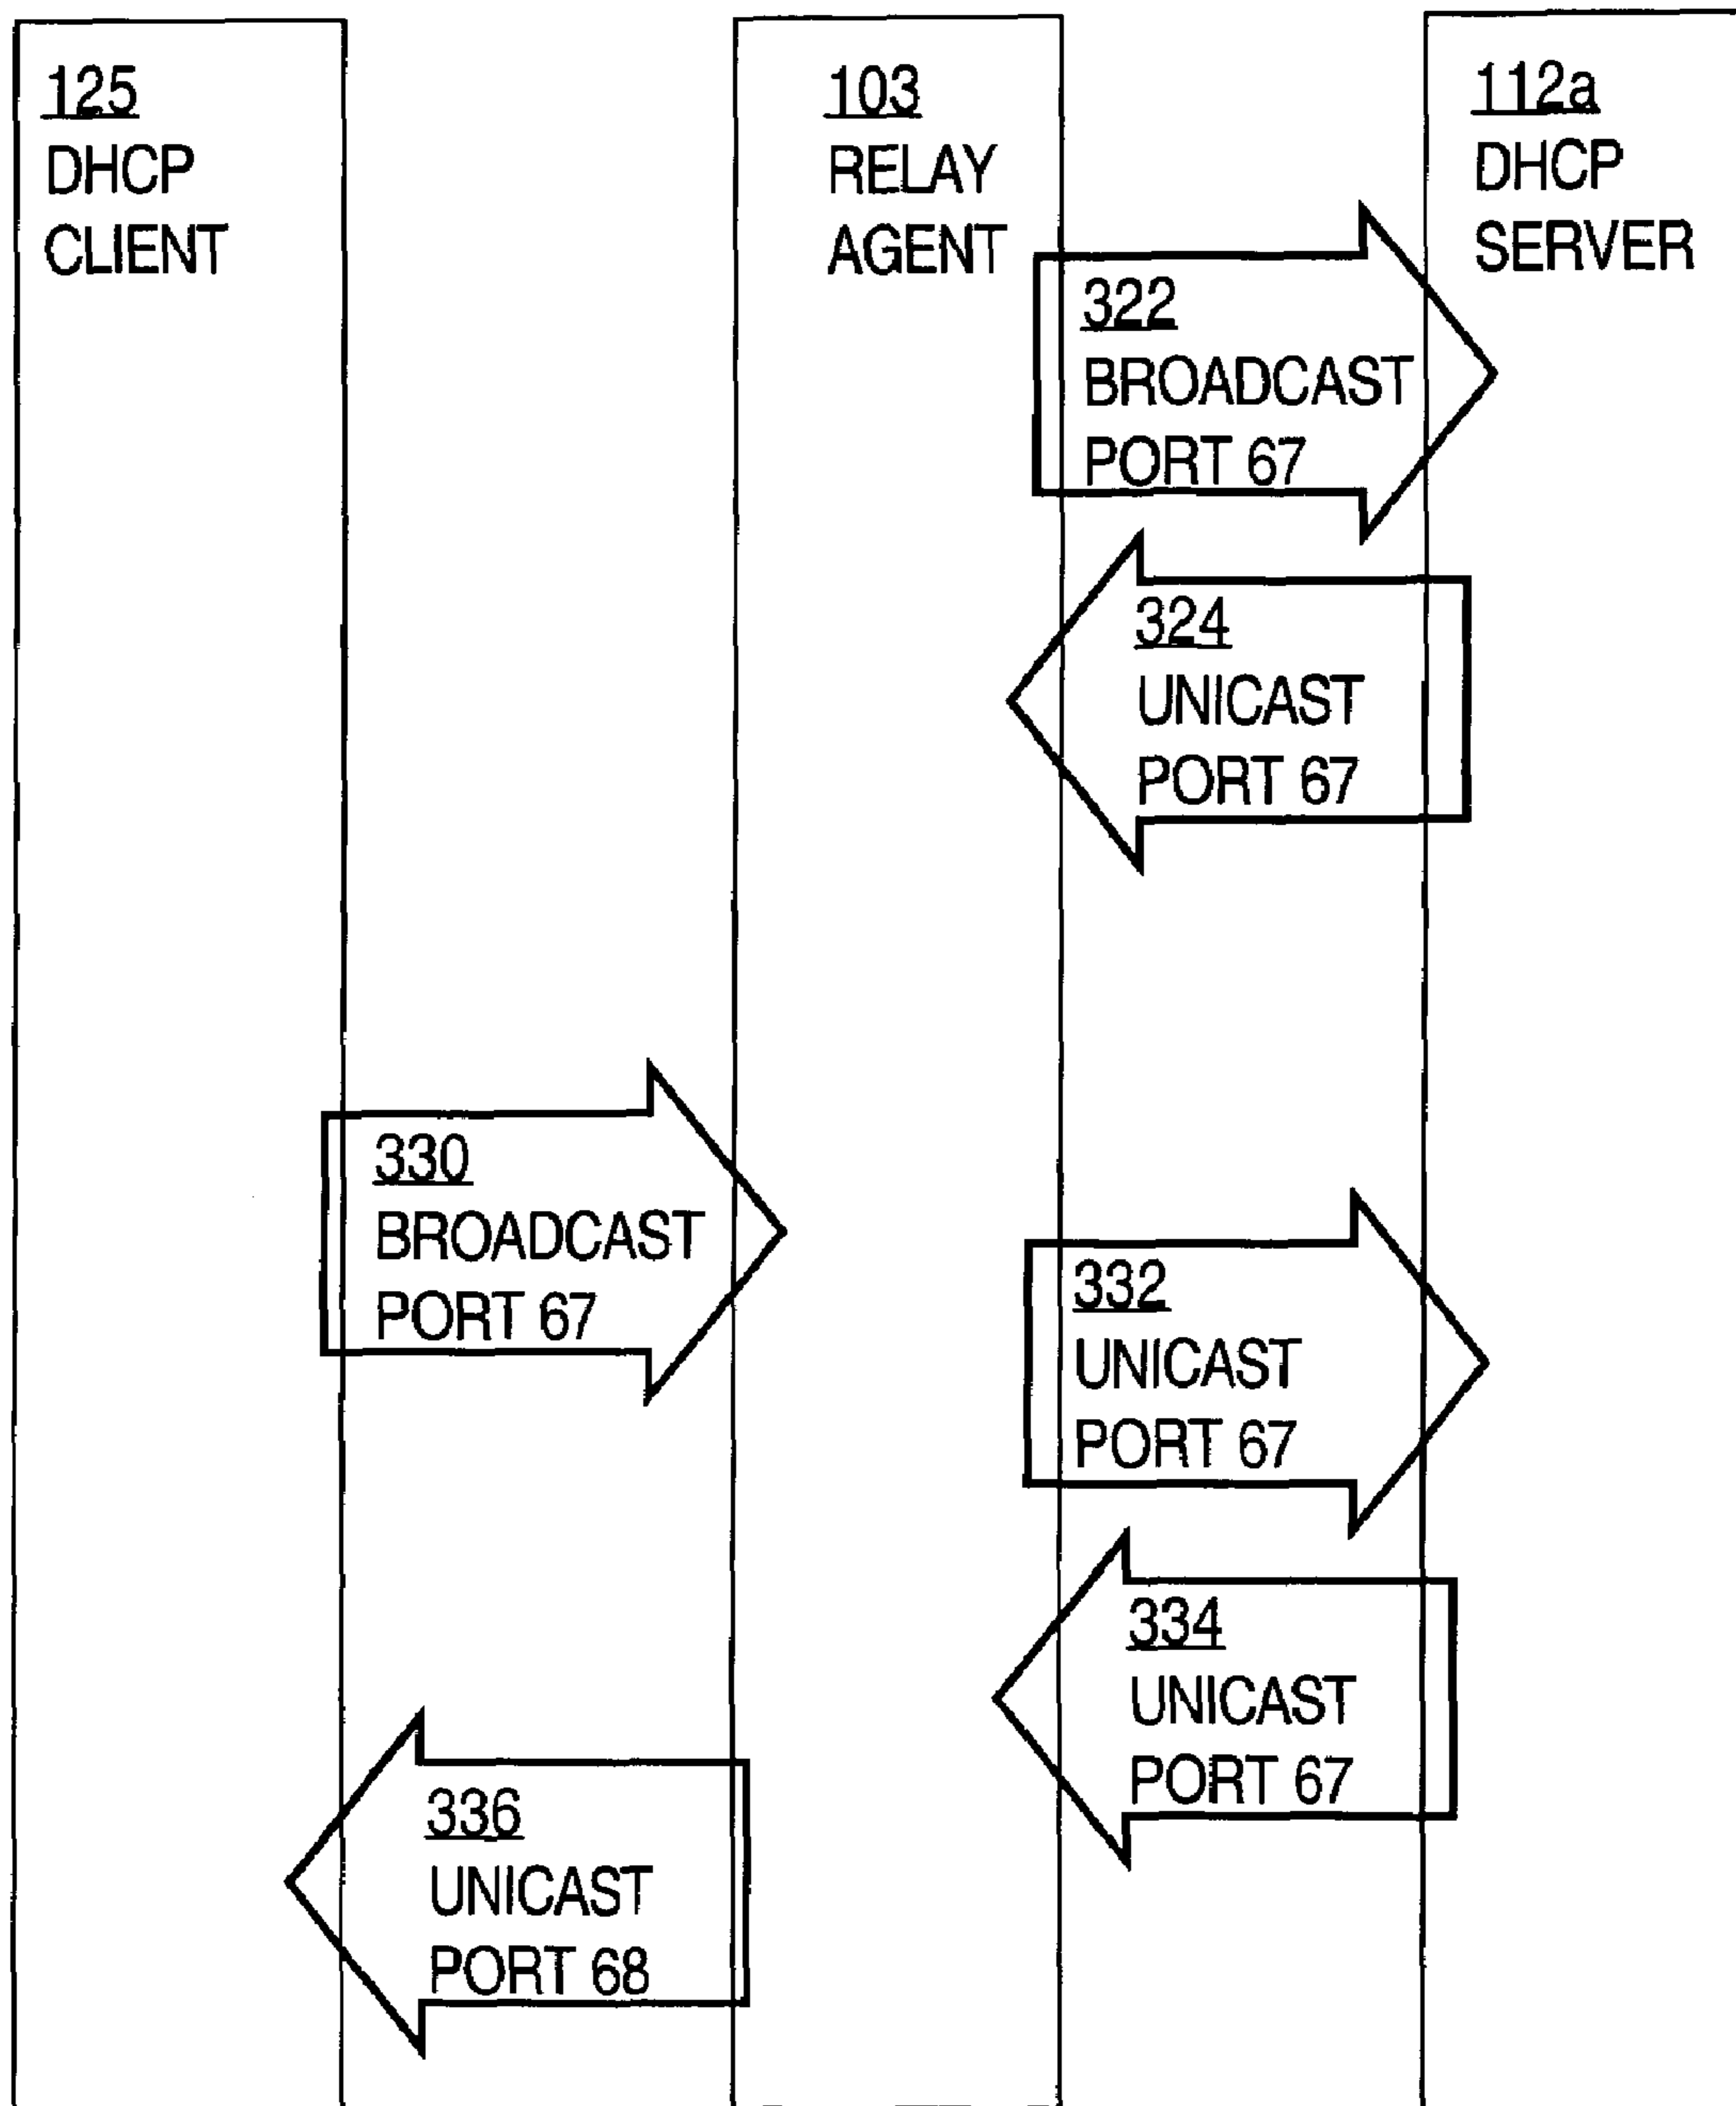 125
DHCP
CLIENT
103
RELAY
AGENT
112a
DHCP
SERVER
322
BROADCAST
PORT 67
324
UNICAST
PORT 67
330
BROADCAST
PORT 67
332
UNICAST
PORT 67
334
UNICAST
PORT 67
336
UNICAST
PORT 68